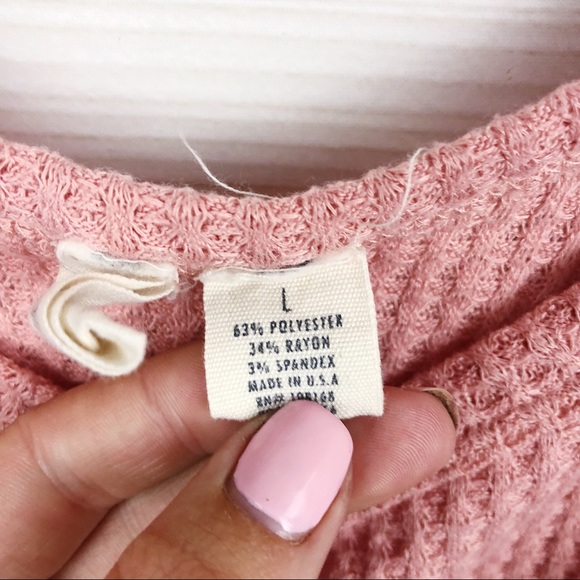 L
63% POLYESTER
34% RAYON
3% SPANDEX
MADE IN U.S.A
RN#